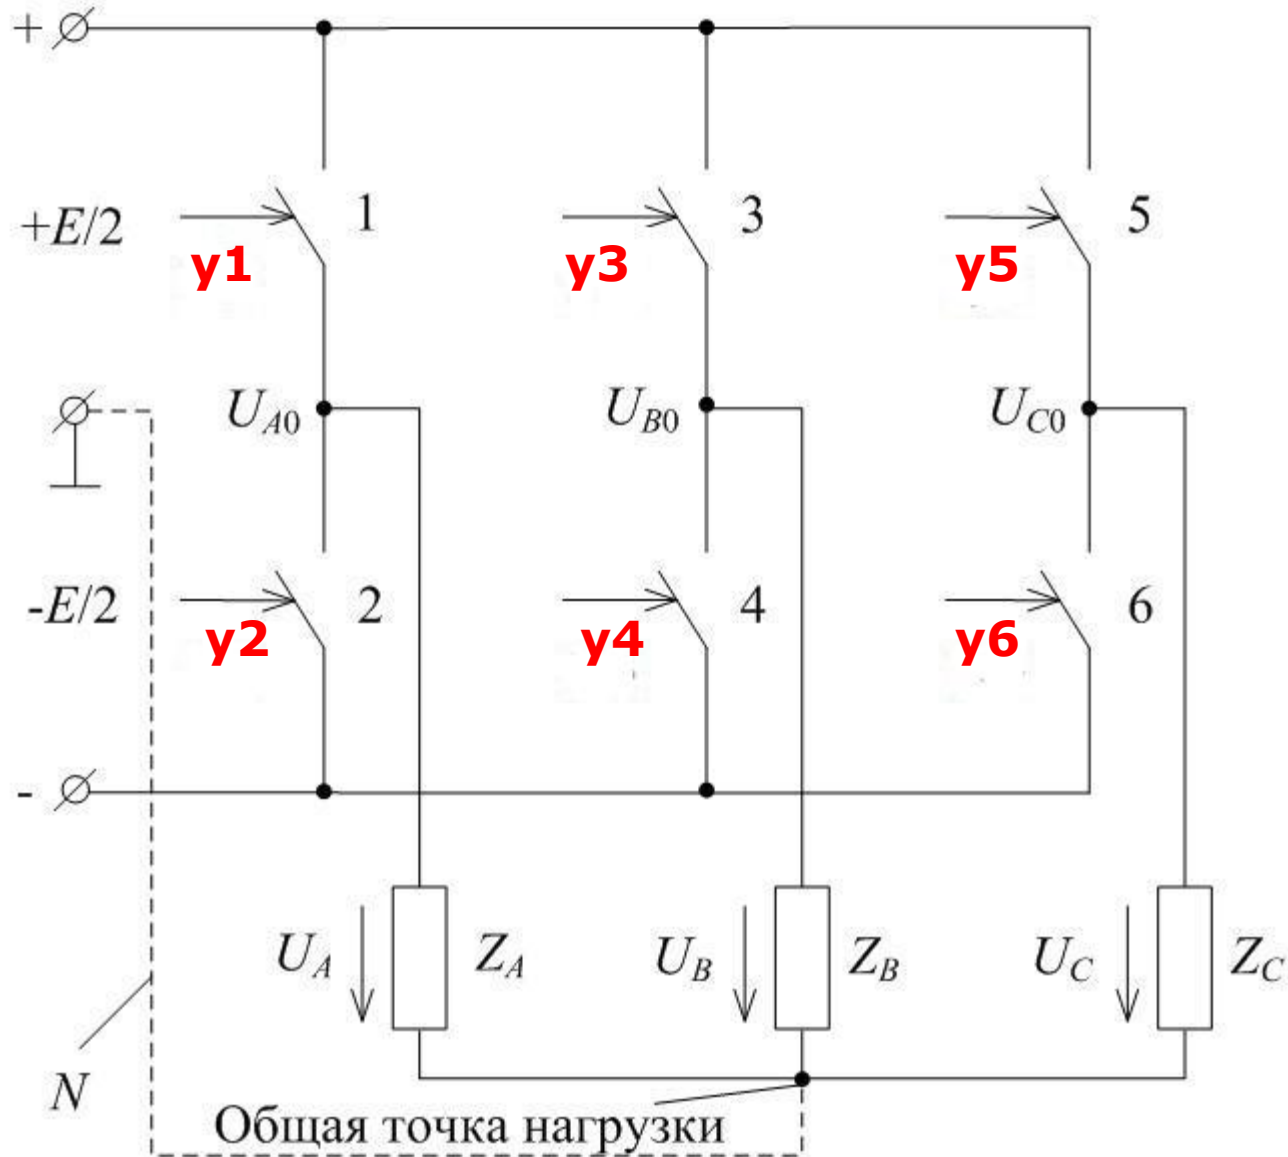 +
+E/2
y1
1
y3
3
y5
5
U_A0
U_B0
U_C0
-E/2
y2
2
y4
4
y6
6
-
U_A
Z_A
U_B
Z_B
U_C
Z_C
N
Общая точка нагрузки